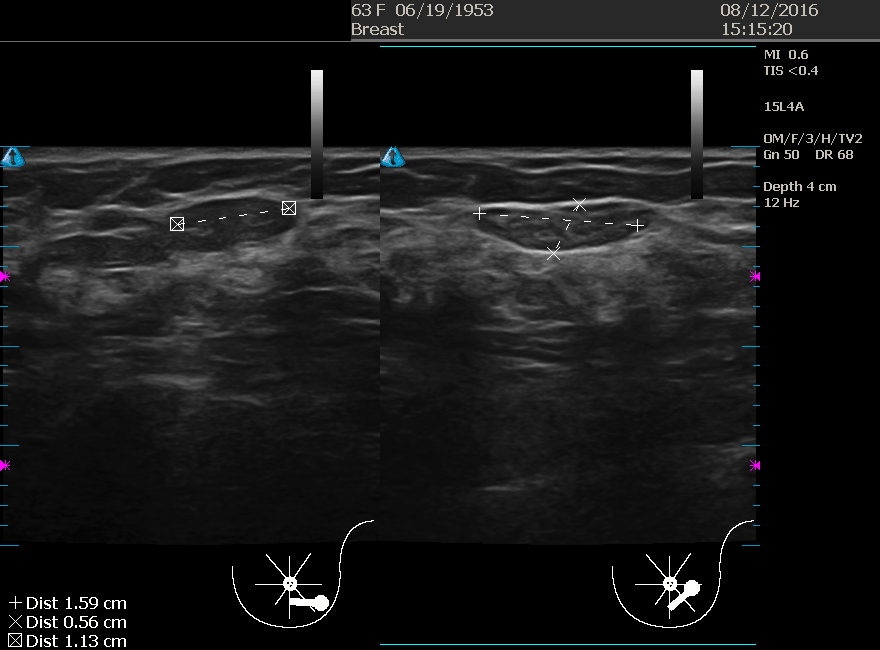 63 F 06/19/1953
08/12/2016
Breast
15:15:20
MI 0.6
TIS <0.4
15L4A
OM/F/3/H/TV2
Gn 50 DR 68
Depth 4 cm
12 Hz
Dist 1.59 cm
Dist 0.56 cm
Dist 1.13 cm